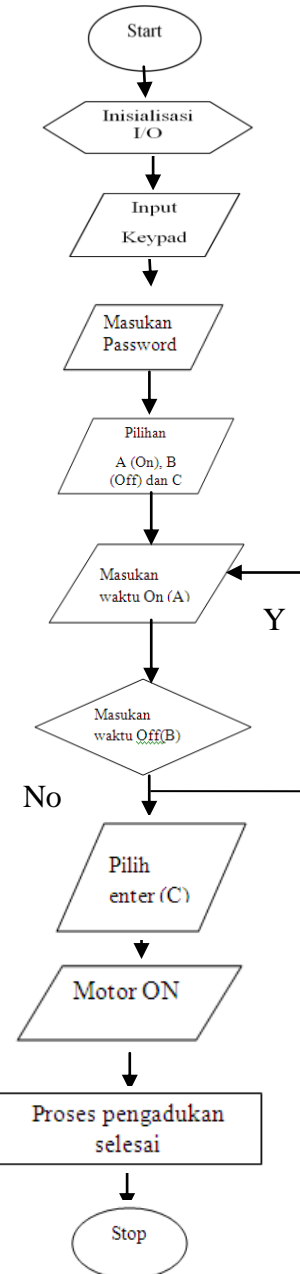 Start
Inisialisasi
I/O
Input
Keypad
Masukan
Password
Pilihan
A (On), B
(Off) dan C
Masukan
waktu On (A)
Y
Masukan
waktu Off(B)
No
Pilih
enter (C)
Motor ON
Proses pengadukan
selesai
Stop